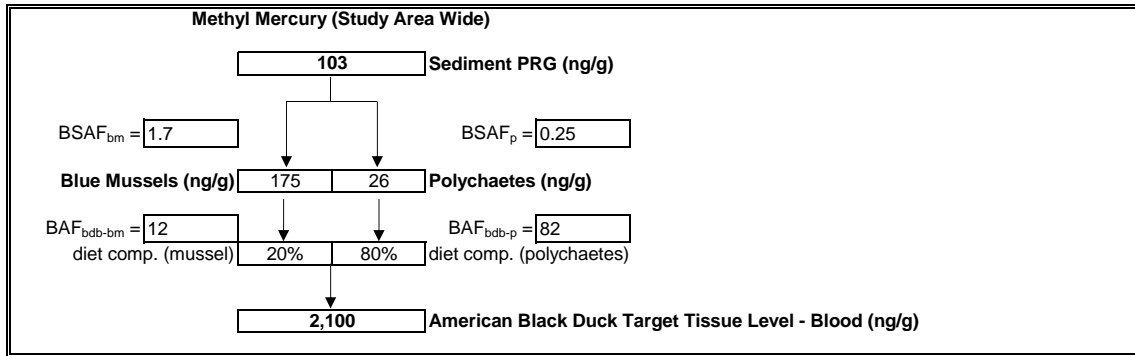 Methyl Mercury (Study Area Wide)
103 Sediment PRG (ng/g)
BSAFbm = 1.7 BSAFp = 0.25
Blue Mussels (ng/g) 175 26 Polychaetes (ng/g)
BAFbdb-bm = 12 BAFbdb-p = 82
diet comp. (mussel) 20% 80% diet comp. (polychaetes)
2,100 American Black Duck Target Tissue Level - Blood (ng/g)